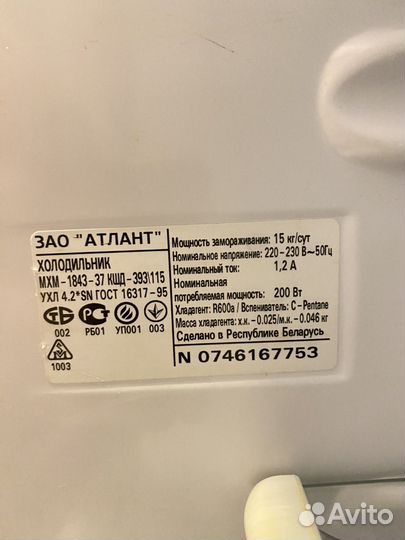 ЗАО "АТЛАНТ"
ХОЛОДИЛЬНИК
МХМ-1843-37 КШД-393\115
УХЛ 4.2*SN ГОСТ 16317-95
002 РБ01 УП001 003
1003
Мощность замораживания: 15 кг/сут
Номинальное напряжение: 220-230 В~50Гц
Номинальный ток: 1,2 А
Номинальная
потребляемая мощность: 200 Вт
Хладагент: R600a / Вспениватель: C-Pentane
Масса хладагента: х.к.-0.025/м.к.-0.046 кг
Сделано в Республике Беларусь
N 0746167753
Avito